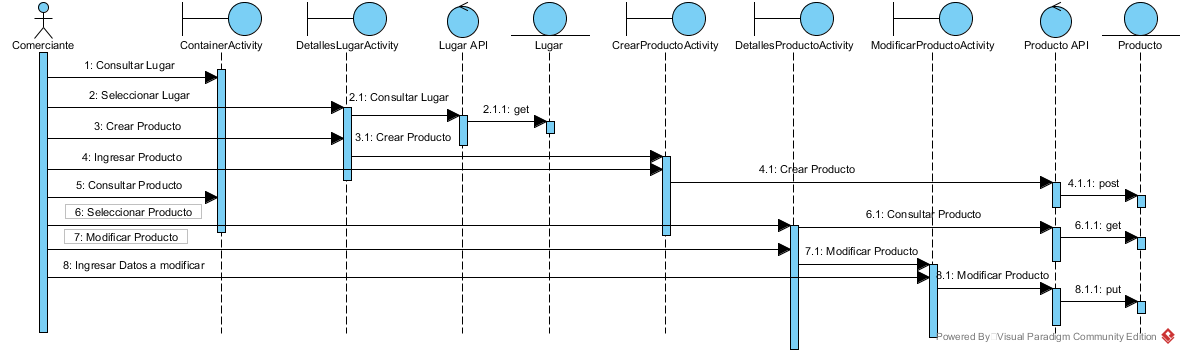 Comerciante
ContainerActivity
DetallesLugarActivity
Lugar API
Lugar
CrearProductoActivity
DetallesProductoActivity
ModificarProductoActivity
Producto API
Producto
1: Consultar Lugar
2: Seleccionar Lugar
2.1: Consultar Lugar
2.1.1: get
3: Crear Producto
3.1: Crear Producto
4: Ingresar Producto
4.1: Crear Producto
4.1.1: post
5: Consultar Producto
6: Seleccionar Producto
6.1: Consultar Producto
6.1.1: get
7: Modificar Producto
7.1: Modificar Producto
8: Ingresar Datos a modificar
8.1: Modificar Producto
8.1.1: put
Powered By Visual Paradigm Community Edition